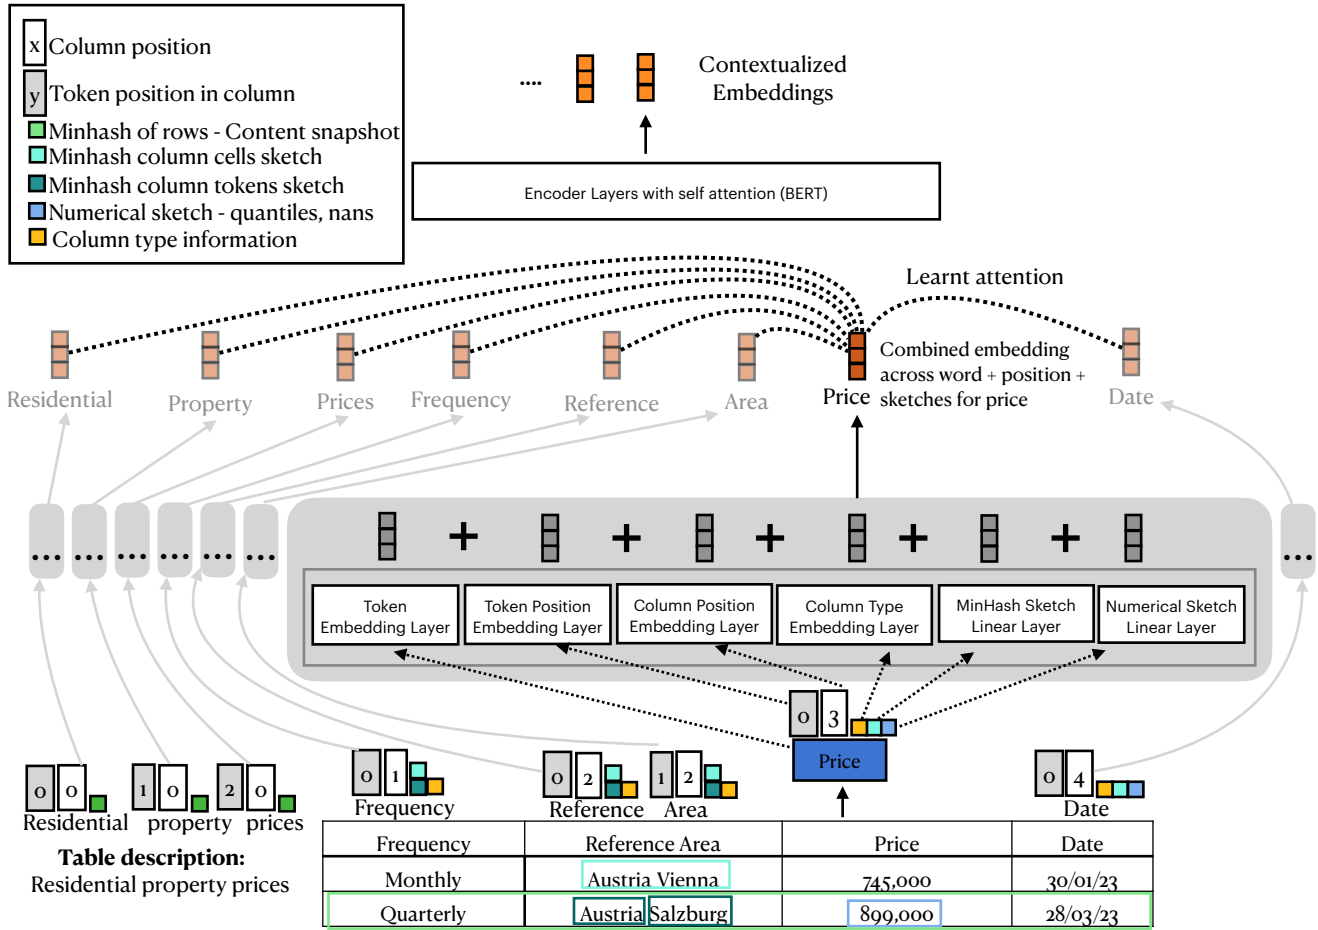 x Column position
y Token position in column
Minhash of rows - Content snapshot
Minhash column cells sketch
Minhash column tokens sketch
Numerical sketch - quantiles, nans
Column type information
....
Contextualized
Embeddings
Encoder Layers with self attention (BERT)
Learnt attention
Combined embedding
across word + position +
sketches for price
Residential Property Prices Frequency Reference Area Price Date
... ... ... ... ... ... ...
+ + + + +
Token
Embedding Layer
Token Position
Embedding Layer
Column Position
Embedding Layer
Column Type
Embedding Layer
MinHash Sketch
Linear Layer
Numerical Sketch
Linear Layer
0 3
Price
0 0 1 0 2 0 0 1 0 2 1 2 0 4
Residential property prices Frequency Reference Area Date
Table description:
Residential property prices
Frequency Reference Area Price Date
Monthly Austria Vienna 745,000 30/01/23
Quarterly Austria Salzburg 899,000 28/03/23